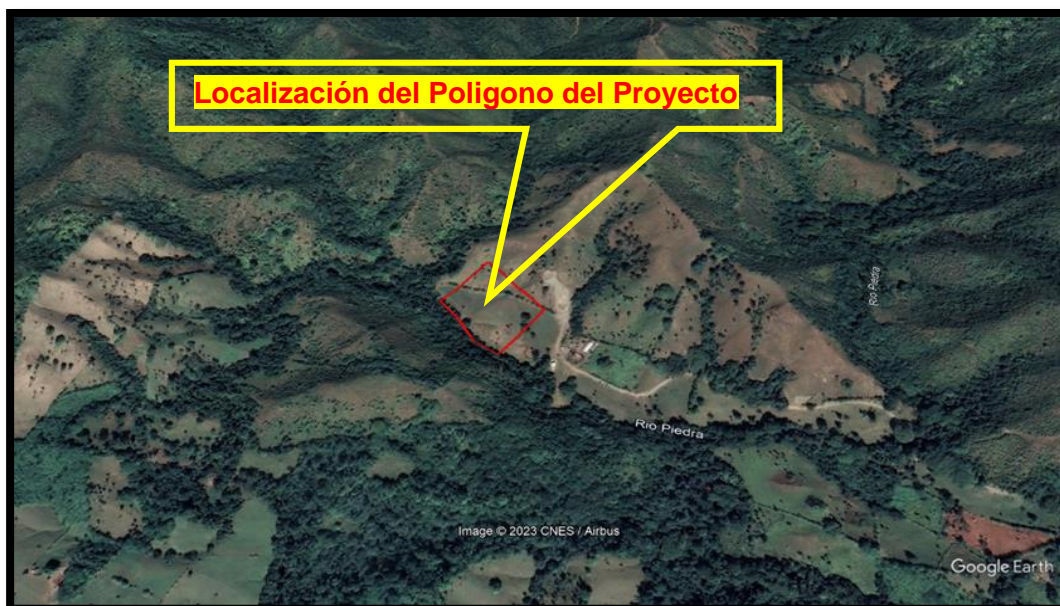 Localización del Poligono del Proyecto
Rio Piedra
Rio Piedra
Image © 2023 CNES / Airbus
Google Earth